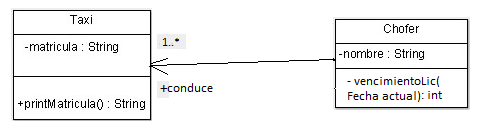 Taxi
-matricula : String
+printMatricula() : String
1..*
+conduce
Chofer
-nombre : String
- vencimientoLic(
Fecha actual): int